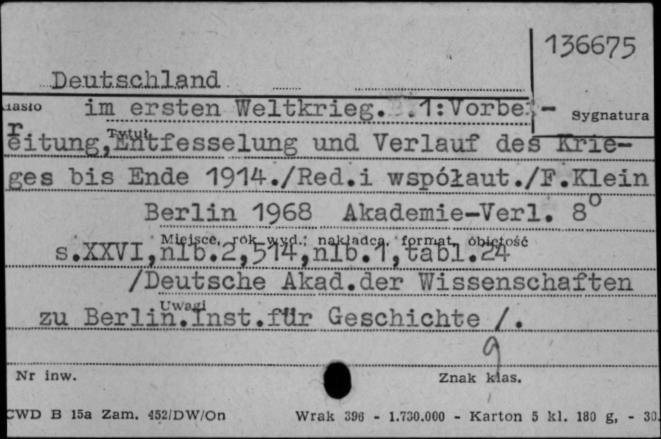 136675
Deutschland
Hasło im ersten Weltkrieg. 1:Vorbe- Sygnatura
Tytuł
reitung,Entfesselung und Verlauf des Krie-
ges bis Ende 1914./Red.i współaut./F.Klein
Berlin 1968 Akademie-Verl. 8°
Miejsce, rok wyd.; nakładca, format, objętość
s.XXVI,nlb.2,514,nlb.1,tabl.24
/Deutsche Akad.der Wissenschaften
Uwagi
zu Berlin.Inst.für Geschichte /.
g
Nr inw. Znak klas.
CWD B 15a Zam. 452/DW/On Wrak 396 - 1.730.000 - Karton 5 kl. 180 g, - 30.